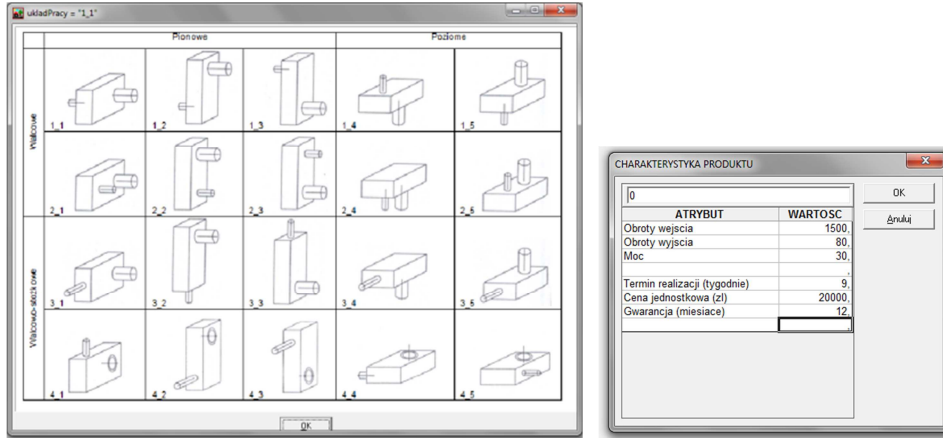 ukladPracy = "1_1"
Pionowe Poziome
Walcowe
1_1 1_2 1_3 1_4 1_5
2_1 2_2 2_3 2_4 2_5
Walcowo-stożkowe
3_1 3_2 3_3 3_4 3_5
4_1 4_2 4_3 4_4 4_5
OK
CHARAKTERYSTYKA PRODUKTU
0
OK
Anuluj
ATRYBUT WARTOSC
Obroty wejscia 1500,
Obroty wyjscia 80,
Moc 30,
,
Termin realizacji (tygodnie) 9,
Cena jednostkowa (zl) 20000,
Gwarancja (miesiace) 12,
,